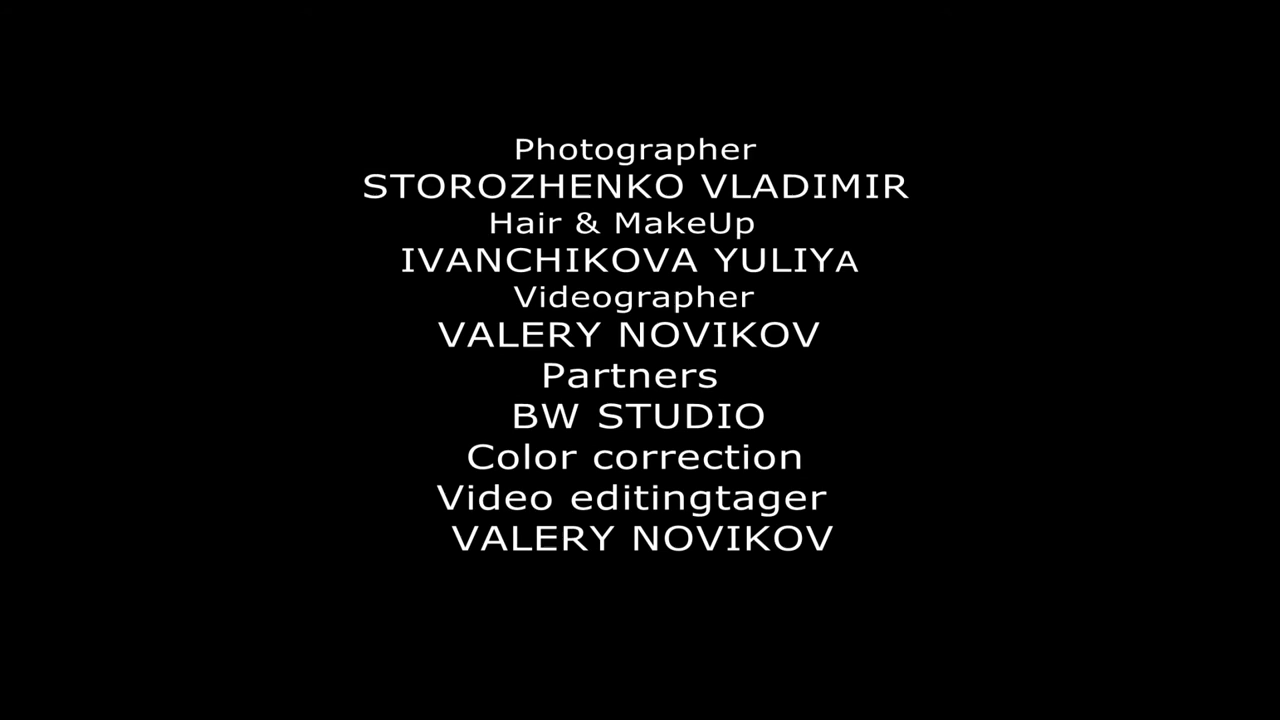 Photographer
STOROZHENKO VLADIMIR
Hair & MakeUp
IVANCHIKOVA YULIYA
Videographer
VALERY NOVIKOV
Partners
BW STUDIO
Color correction
Video editingtager
VALERY NOVIKOV